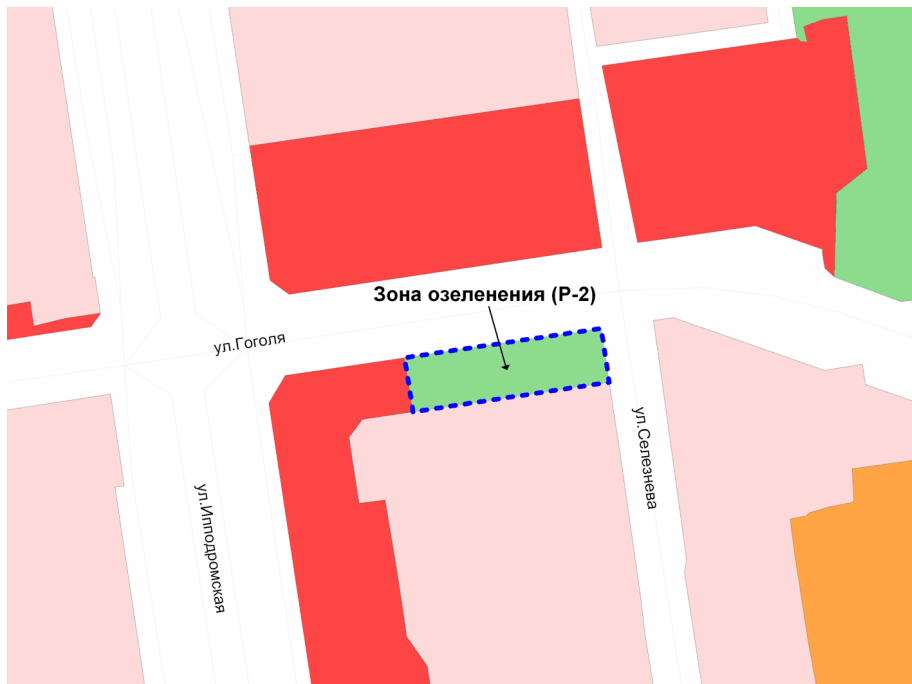 Зона озеленения (Р-2)
ул.Гоголя
ул.Селезнева
ул.Ипподромская